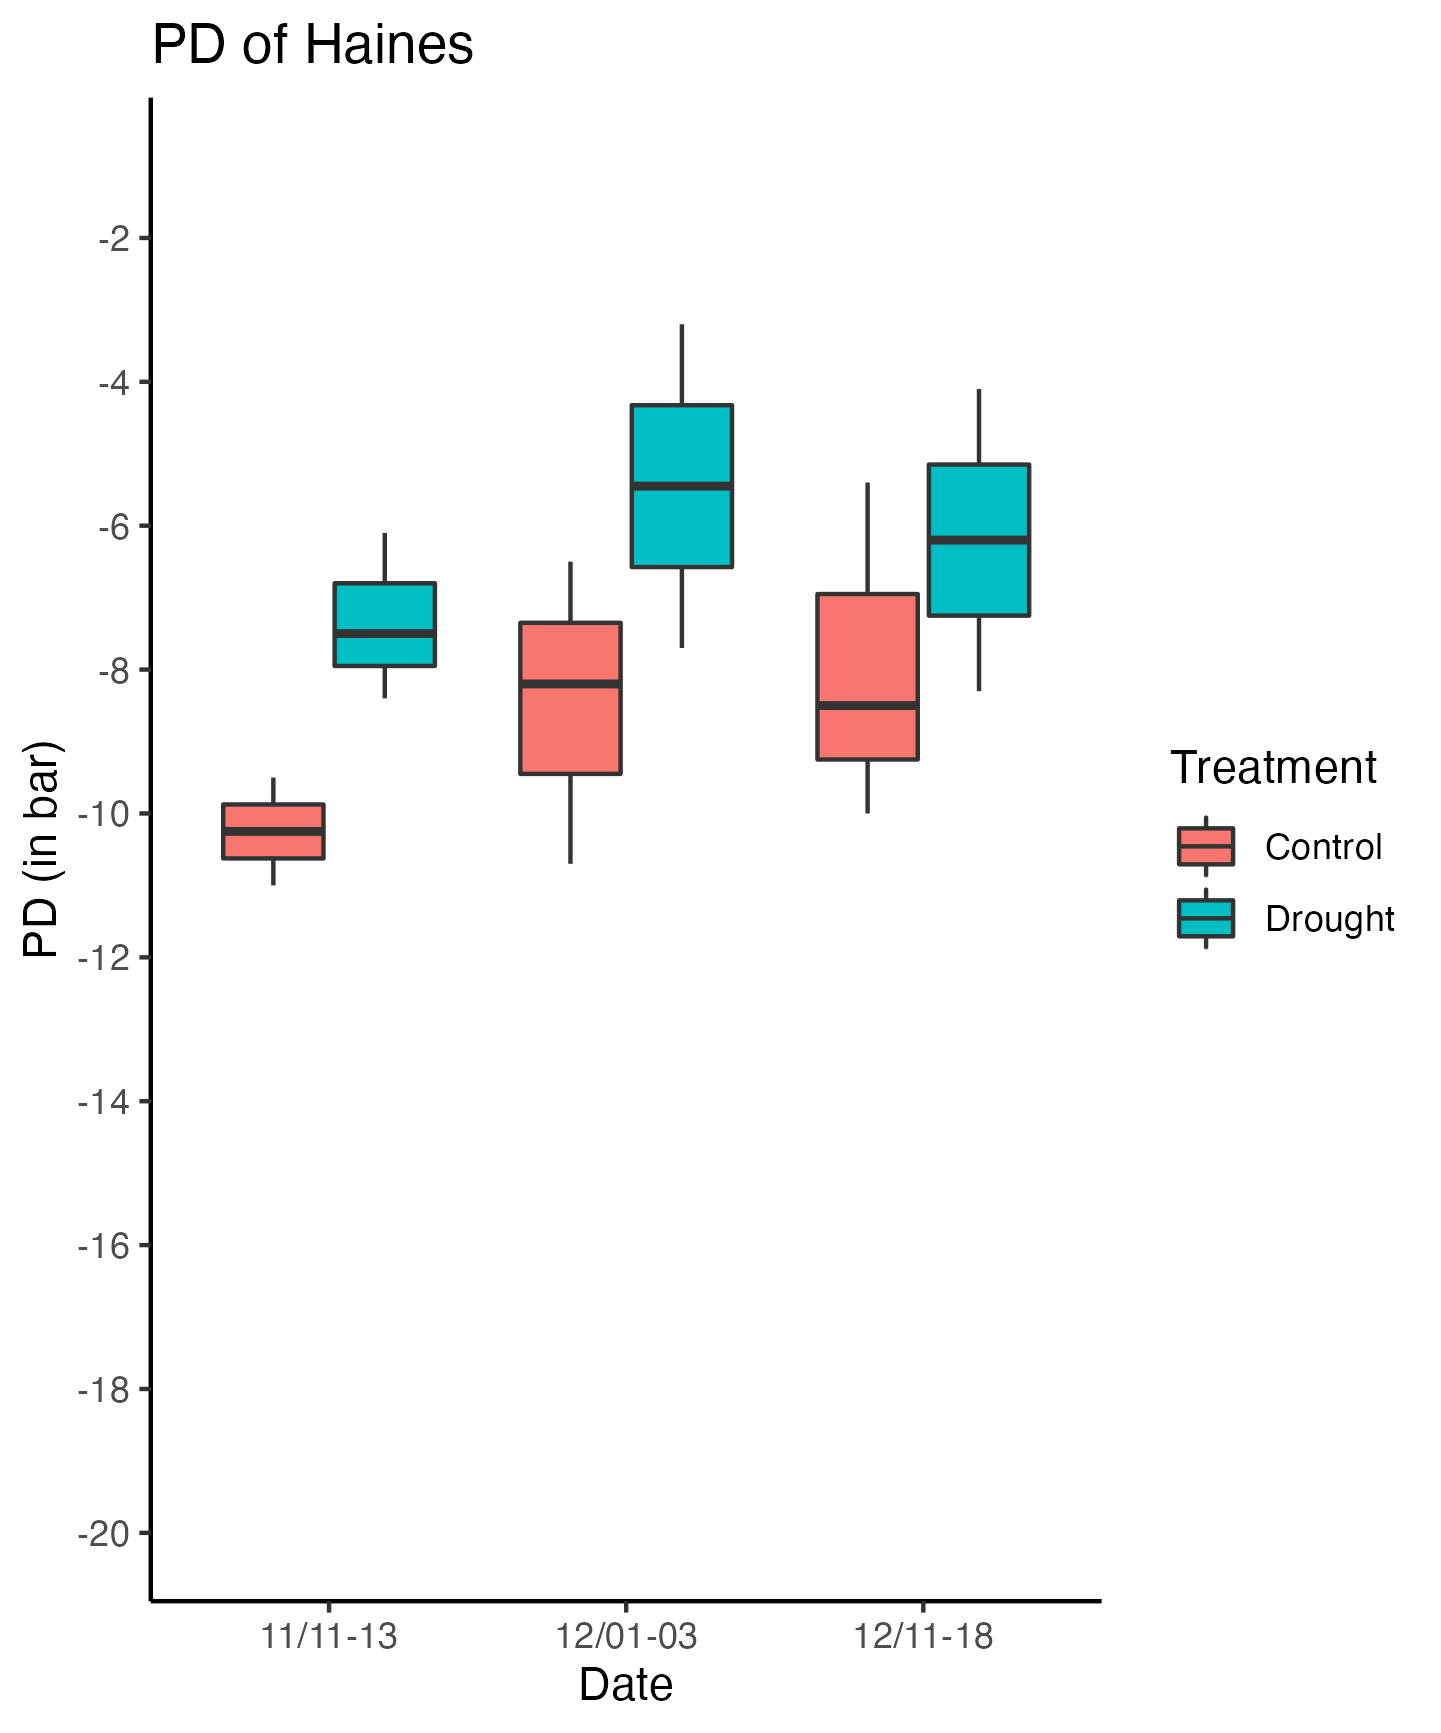 PD of Haines
-2
-4
-6
-8
-10
-12
-14
-16
-18
-20
PD (in bar)
11/11-13
12/01-03
12/11-18
Date
Treatment
Control
Drought